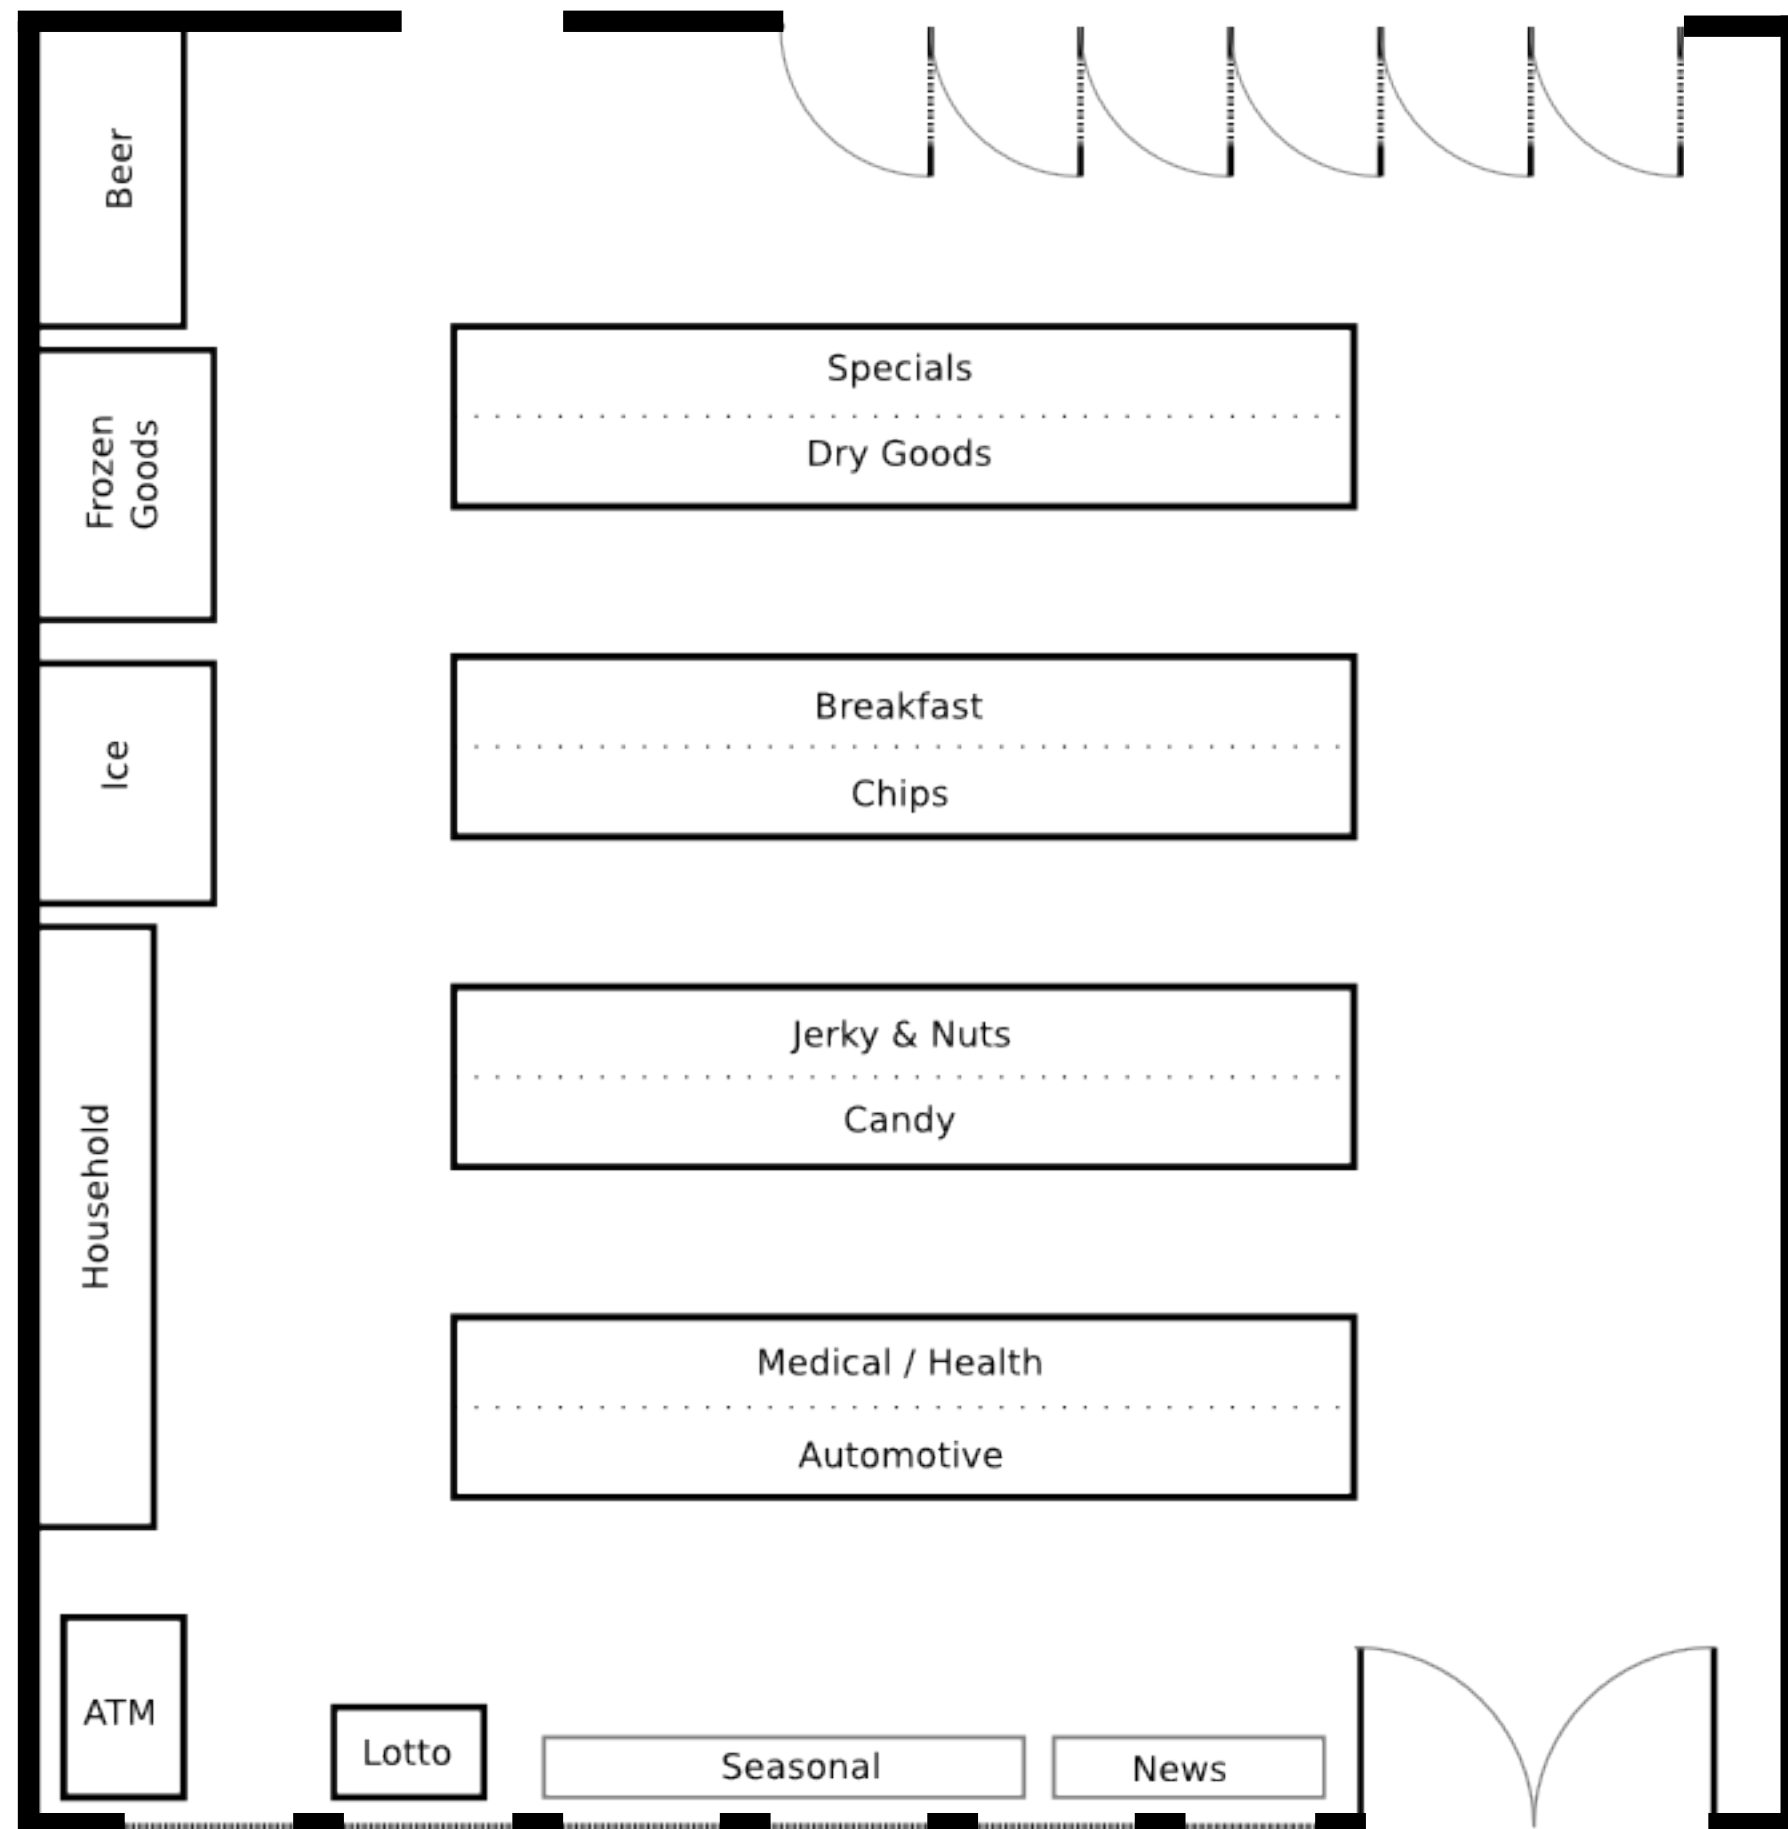 Beer
Specials
Dry Goods
Frozen
Goods
Breakfast
Chips
Ice
Jerky & Nuts
Candy
Household
Medical / Health
Automotive
ATM
Lotto
Seasonal
News